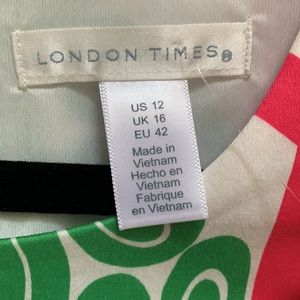 LONDON TIMES®
US 12
UK 16
EU 42
Made in
Vietnam
Hecho en
Vietnam
Fabrique
en Vietnam